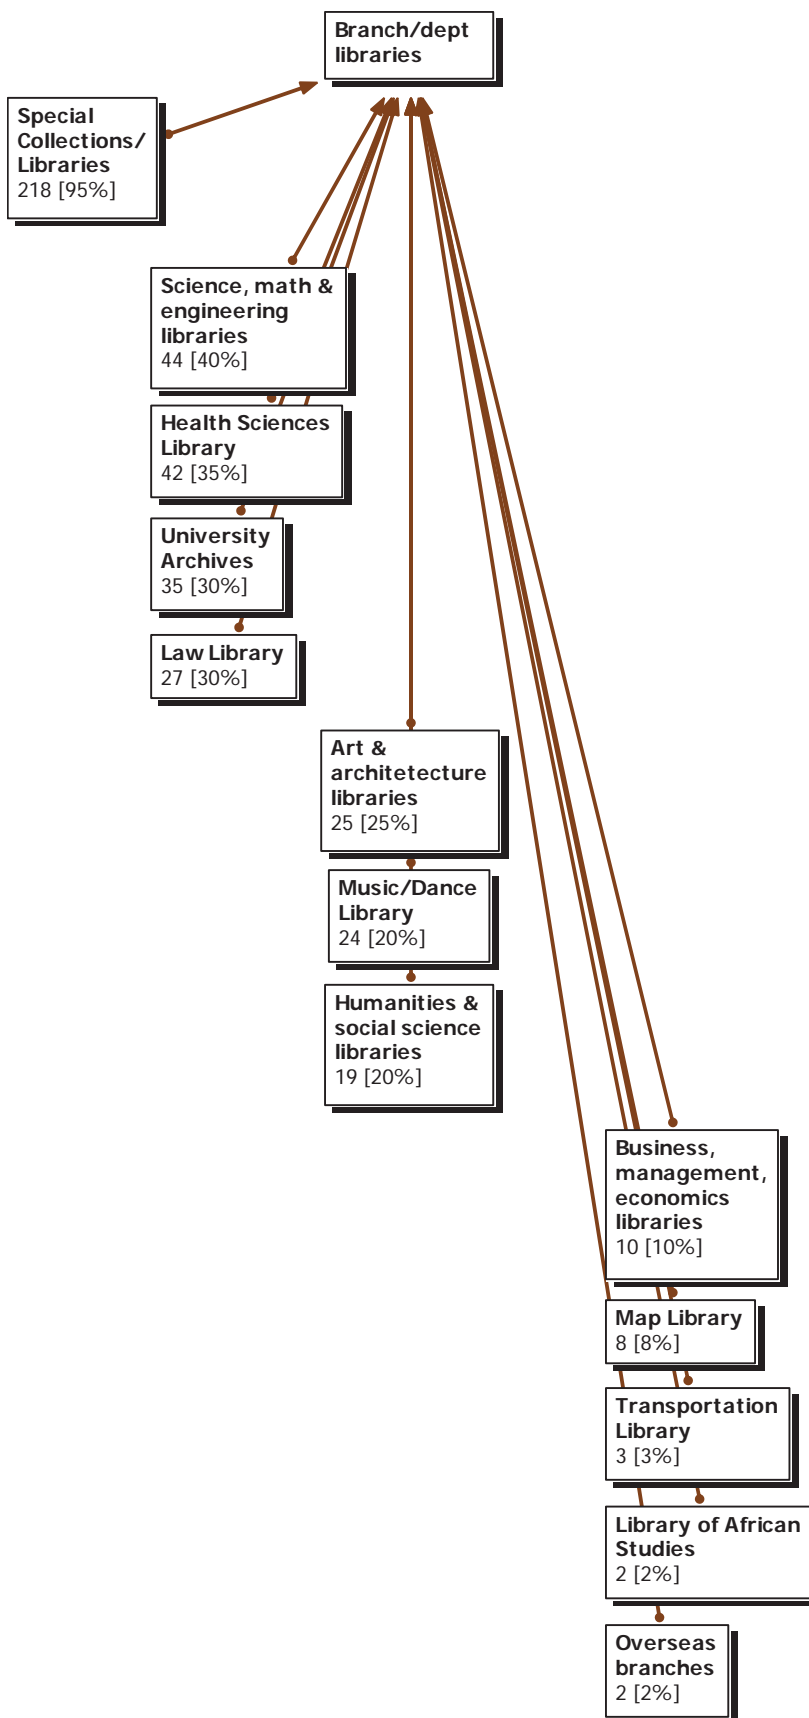 Branch/dept
libraries
Special
Collections/
Libraries
218 [95%]
Science, math &
engineering
libraries
44 [40%]
Health Sciences
Library
42 [35%]
University
Archives
35 [30%]
Law Library
27 [30%]
Art &
architetecture
libraries
25 [25%]
Music/Dance
Library
24 [20%]
Humanities &
social science
libraries
19 [20%]
Business,
management,
economics
libraries
10 [10%]
Map Library
8 [8%]
Transportation
Library
3 [3%]
Library of African
Studies
2 [2%]
Overseas
branches
2 [2%]